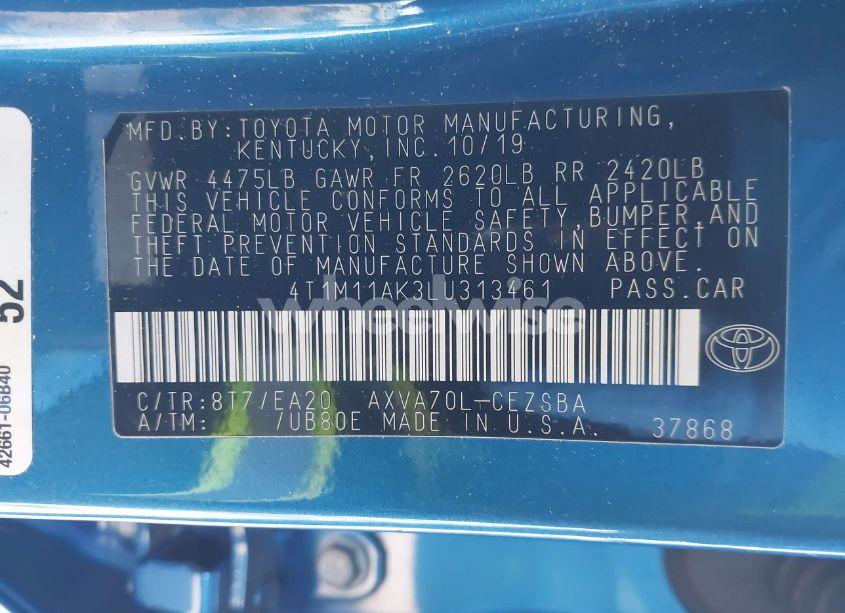 MFD.BY:TOYOTA MOTOR MANUFACTURING,
KENTUCKY, INC. 10/19
GVWR 4475LB GAWR FR 2620LB RR 2420LB
THIS VEHICLE CONFORMS TO ALL APPLICABLE
FEDERAL MOTOR VEHICLE SAFETY, BUMPER, AND
THEFT PREVENTION STANDARDS IN EFFECT ON
THE DATE OF MANUFACTURE SHOWN ABOVE.
4T1M11AK3LU313461 PASS.CAR
wheelwise
C/TR:8T7/EA20 AXVA70L-CEZSBA
A/TM: /UB80E MADE IN U.S.A. 37868
52
42661-06B40